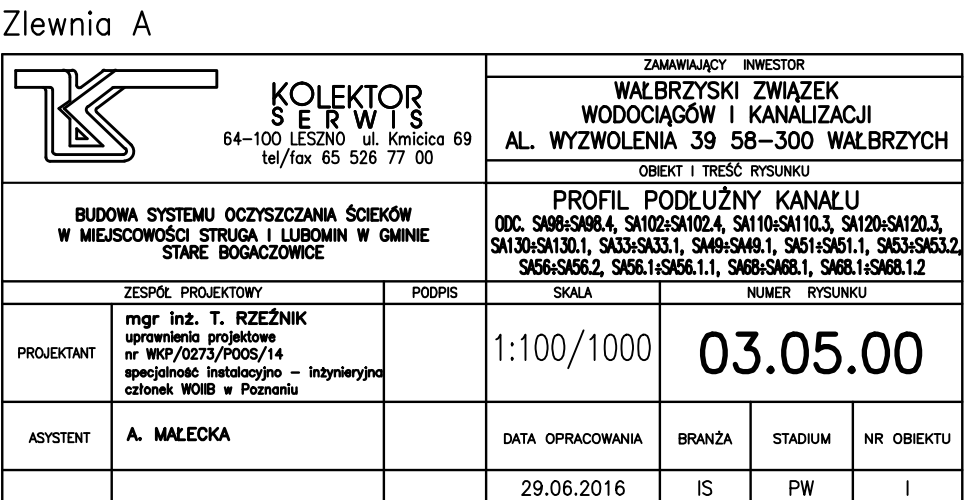 Zlewnia A
KOLEKTOR
SERWIS
64-100 LESZNO ul. Kmicica 69
tel/fax 65 526 77 00
ZAMAWIAJĄCY INWESTOR
WAŁBRZYSKI ZWIĄZEK
WODOCIĄGÓW I KANALIZACJI
AL. WYZWOLENIA 39 58-300 WAŁBRZYCH
OBIEKT I TREŚĆ RYSUNKU
BUDOWA SYSTEMU OCZYSZCZANIA ŚCIEKÓW
W MIEJSCOWOŚCI STRUGA I LUBOMIN W GMINIE
STARE BOGACZOWICE
PROFIL PODŁUŻNY KANAŁU
ODC. SA98÷SA98.4, SA102÷SA102.4, SA110÷SA110.3, SA120÷SA120.3,
SA130÷SA130.1, SA33÷SA33.1, SA49÷SA49.1, SA51÷SA51.1, SA53÷SA53.2,
SA56÷SA56.2, SA56.1÷SA56.1.1, SA68÷SA68.1, SA68.1÷SA68.1.2
ZESPÓŁ PROJEKTOWY PODPIS SKALA NUMER RYSUNKU
PROJEKTANT
mgr inż. T. RZEŹNIK
uprawnienia projektowe
nr WKP/0273/POOS/14
specjalność instalacyjno - inżynieryjna
członek WOIIB w Poznaniu
1:100/1000
03.05.00
ASYSTENT A. MAŁECKA DATA OPRACOWANIA BRANŻA STADIUM NR OBIEKTU
29.06.2016 IS PW I